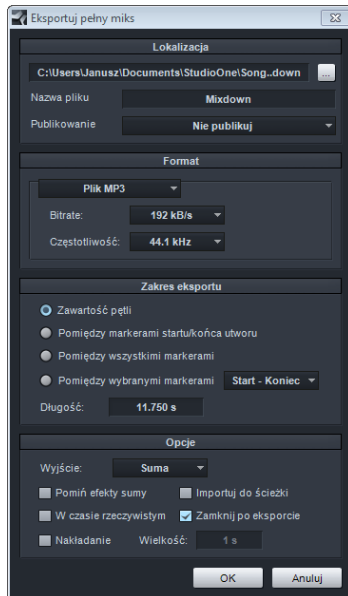 Eksportuj pełny miks
Lokalizacja
C:\Users\Janusz\Documents\StudioOne\Song..down ...
Nazwa pliku Mixdown
Publikowanie Nie publikuj
Format
Plik MP3
Bitrate: 192 kB/s
Częstotliwość: 44.1 kHz
Zakres eksportu
Zawartość pętli
Pomiędzy markerami startu/końca utworu
Pomiędzy wszystkimi markerami
Pomiędzy wybranymi markerami Start - Koniec
Długość: 11.750 s
Opcje
Wyjście: Suma
Pomiń efekty sumy Importuj do ścieżki
W czasie rzeczywistym Zamknij po eksporcie
Nakładanie Wielkość: 1 s
OK Anuluj